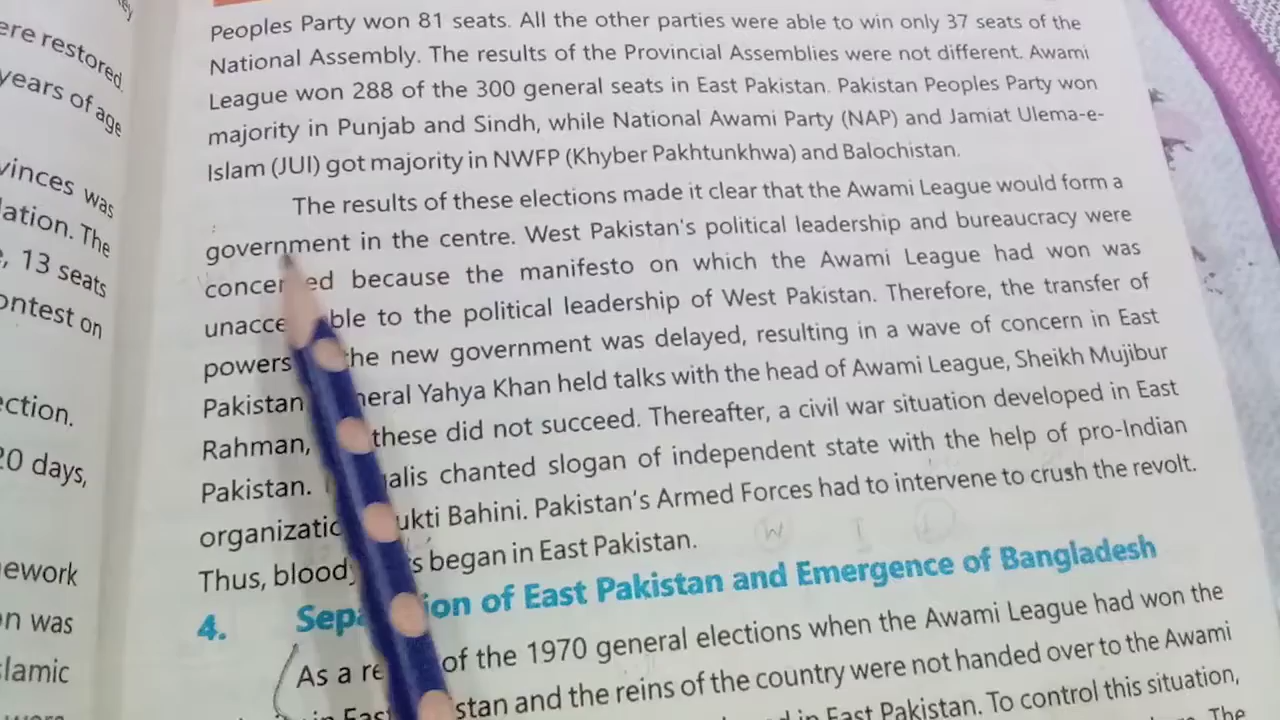 ere restored.
years of age
vinces was
lation. The
, 13 seats
ontest on
ection.
20 days,
ework
n was
slamic
Peoples Party won 81 seats. All the other parties were able to win only 37 seats of the
National Assembly. The results of the Provincial Assemblies were not different. Awami
League won 288 of the 300 general seats in East Pakistan. Pakistan Peoples Party won
majority in Punjab and Sindh, while National Awami Party (NAP) and Jamiat Ulema-e-
Islam (JUI) got majority in NWFP (Khyber Pakhtunkhwa) and Balochistan.
The results of these elections made it clear that the Awami League would form a
government in the centre. West Pakistan's political leadership and bureaucracy were
conce ed because the manifesto on which the Awami League had won was
unacce ble to the political leadership of West Pakistan. Therefore, the transfer of
powers the new government was delayed, resulting in a wave of concern in East
Pakistan neral Yahya Khan held talks with the head of Awami League, Sheikh Mujibur
Rahman, these did not succeed. Thereafter, a civil war situation developed in East
Pakistan. alis chanted slogan of independent state with the help of pro-Indian
organizatio ukti Bahini. Pakistan's Armed Forces had to intervene to crush the revolt.
Thus, bloody s began in East Pakistan.
W I L
4. Sepa ion of East Pakistan and Emergence of Bangladesh
As a re of the 1970 general elections when the Awami League had won the
in East stan and the reins of the country were not handed over to the Awami
in East Pakistan. To control this situation,
The